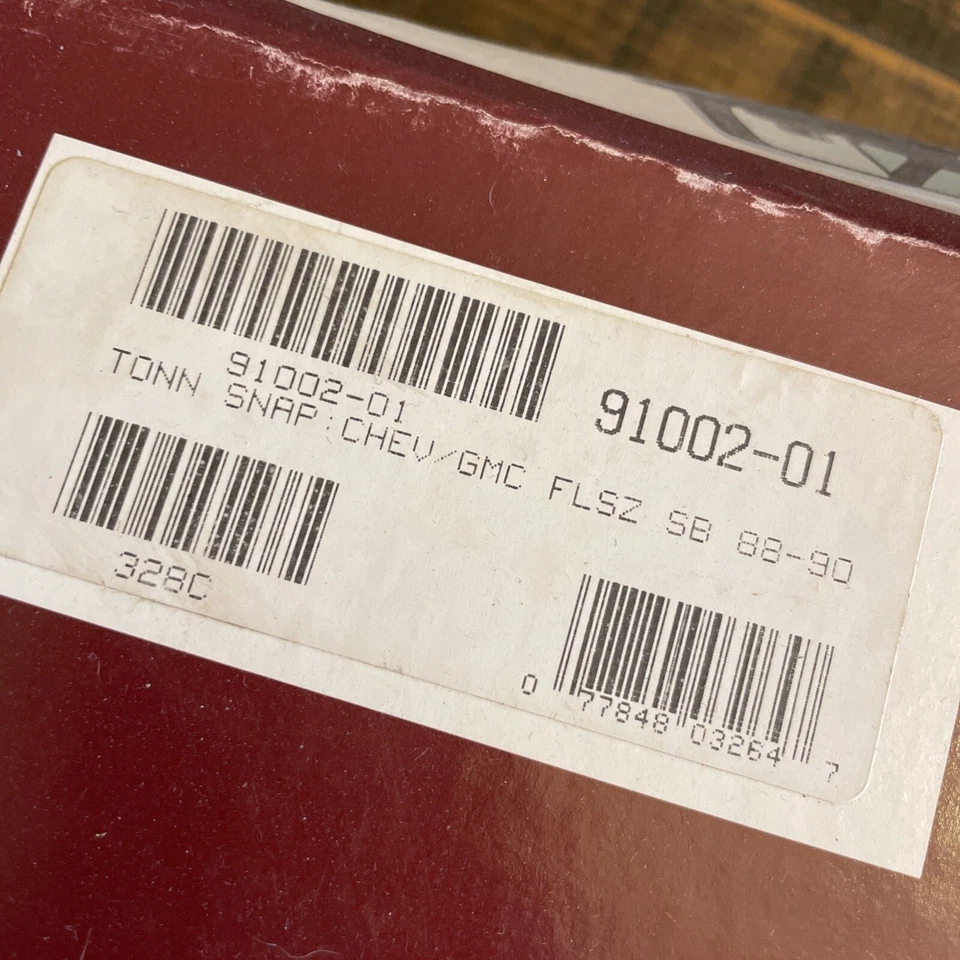 91002-01
TONN SNAP:CHEV/GMC FLSZ SB 88-90
91002-01
328C
0 77848 03264 7